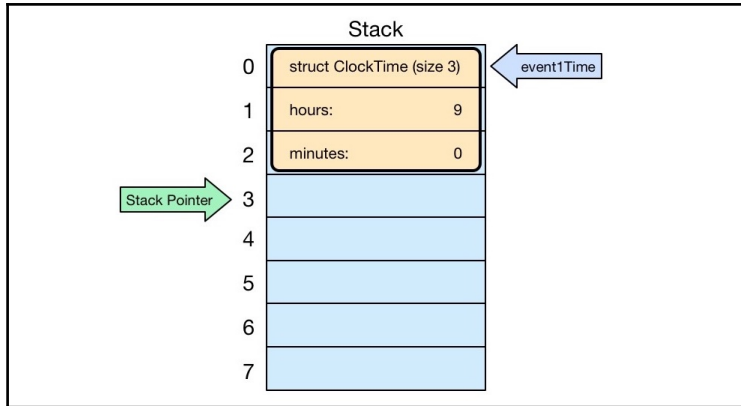 Stack
0
struct ClockTime (size 3)
event1Time
1
hours: 9
2
minutes: 0
Stack Pointer
3
4
5
6
7